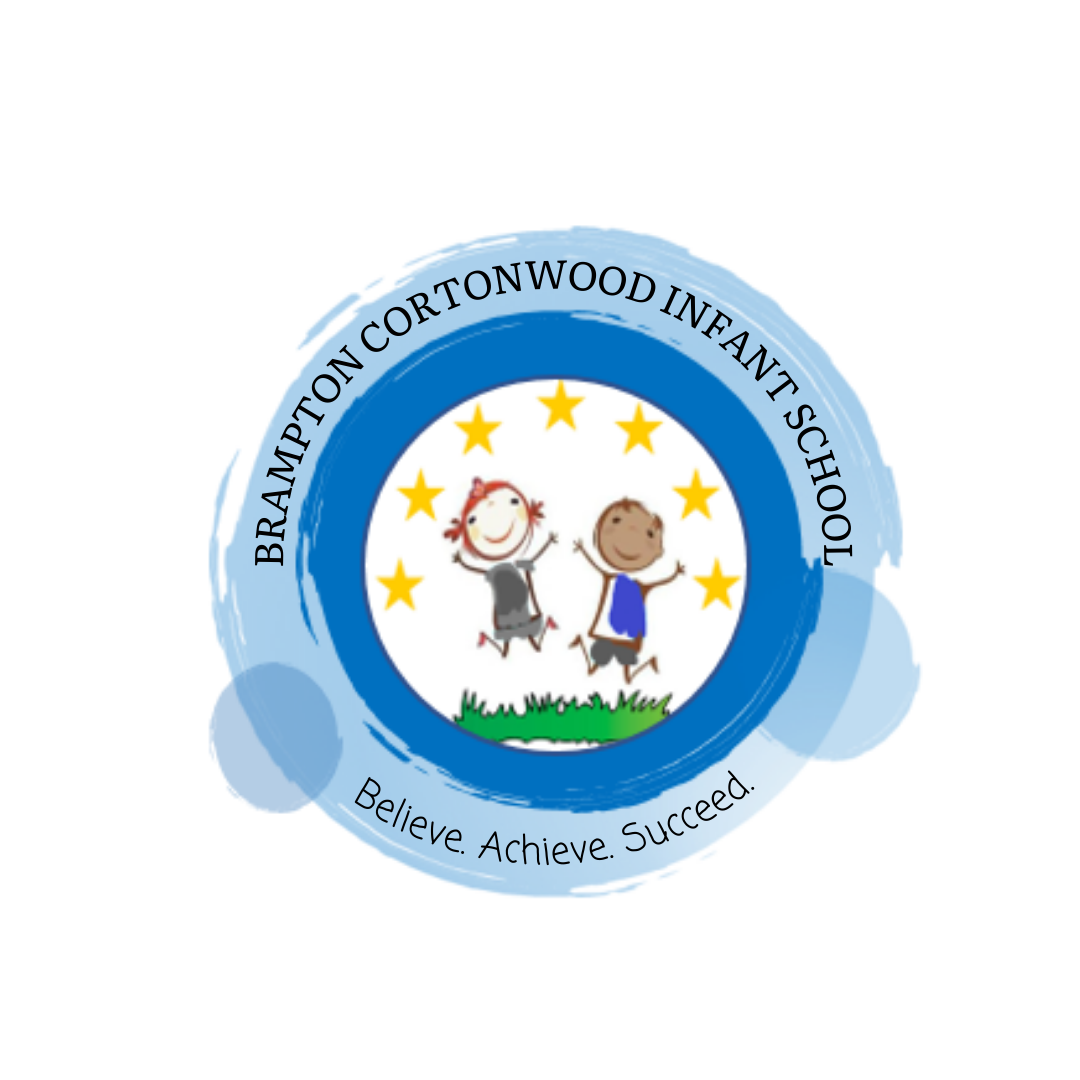 BRAMPTON CORTONWOOD INFANT SCHOOL
Believe. Achieve. Succeed.